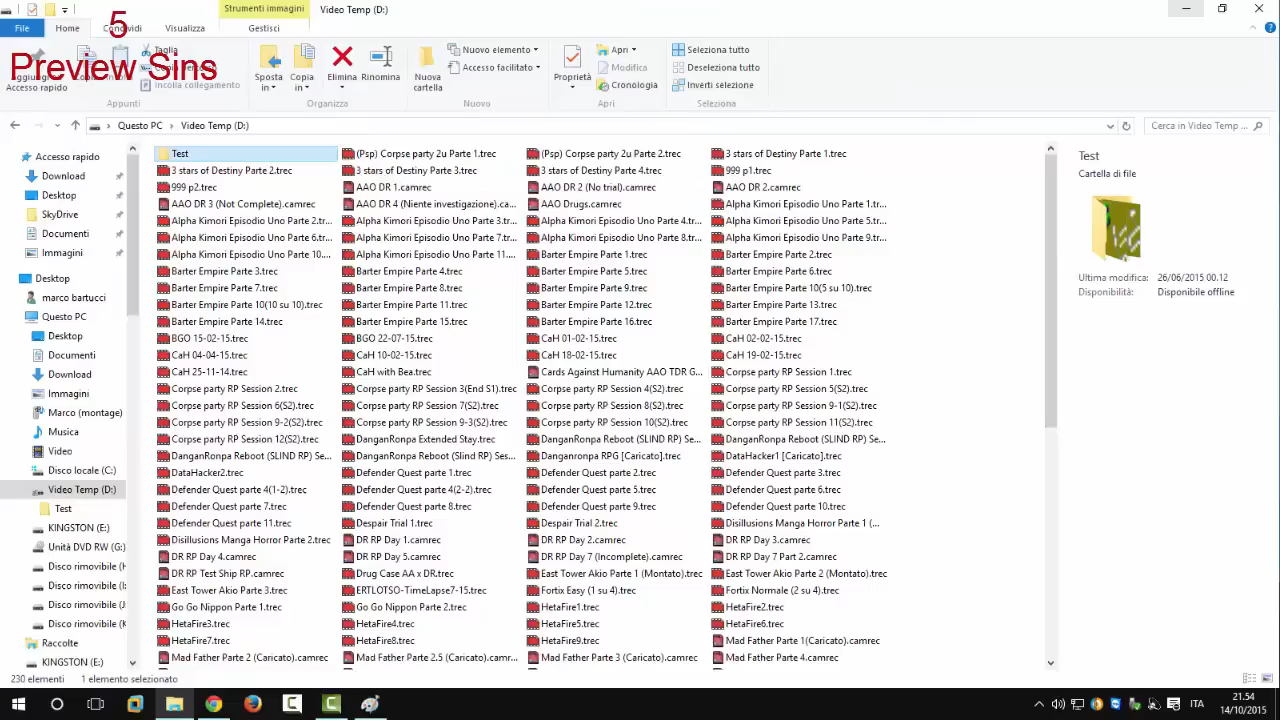 Strumenti immagini
Video Temp (D:)
File
Home
Condividi
Visualizza
Gestisci
5
Preview Sins
Taglia
Incolla collegamento
Accesso rapido
Appunti
Sposta in
Copia in
Elimina
Rinomina
Organizza
Nuova cartella
Nuovo elemento
Accesso facilitato
Nuovo
Proprietà
Apri
Modifica
Cronologia
Apri
Seleziona tutto
Deseleziona tutto
Inverti selezione
Seleziona
Questo PC
Video Temp (D:)
Cerca in Video Temp ...
Accesso rapido
Download
Desktop
SkyDrive
Documenti
Immagini
Desktop
marco bartucci
Questo PC
Desktop
Documenti
Download
Immagini
Marco (montage)
Musica
Video
Disco locale (C:)
Video Temp (D:)
Test
KINGSTON (E:)
Unità DVD RW (G:)
Disco rimovibile (H
Disco rimovibile (I:
Disco rimovibile (J:
Disco rimovibile (K
Raccolte
KINGSTON (E:)
Test (Psp) Corpse party 2u Parte 1.trec (Psp) Corpse party 2u Parte 2.trec 3 stars of Destiny Parte 1.trec
3 stars of Destiny Parte 2.trec 3 stars of Destiny Parte 3.trec 3 stars of Destiny Parte 4.trec 999 p1.trec
999 p2.trec AAO DR 1.camrec AAO DR 2 (No trial).camrec AAO DR 2.camrec
AAO DR 3 (Not Complete).camrec AAO DR 4 (Niente investigazione).ca... AAO Drugs.camrec Alpha Kimori Episodio Uno Parte 1.tr...
Alpha Kimori Episodio Uno Parte 2.tr... Alpha Kimori Episodio Uno Parte 3.tr... Alpha Kimori Episodio Uno Parte 4.tr... Alpha Kimori Episodio Uno Parte 5.tr...
Alpha Kimori Episodio Uno Parte 6.tr... Alpha Kimori Episodio Uno Parte 7.tr... Alpha Kimori Episodio Uno Parte 8.tr... Alpha Kimori Episodio Uno Parte 9.tr...
Alpha Kimori Episodio Uno Parte 10.... Alpha Kimori Episodio Uno Parte 11.... Barter Empire Parte 1.trec Barter Empire Parte 2.trec
Barter Empire Parte 3.trec Barter Empire Parte 4.trec Barter Empire Parte 5.trec Barter Empire Parte 6.trec
Barter Empire Parte 7.trec Barter Empire Parte 8.trec Barter Empire Parte 9.trec Barter Empire Parte 10(5 su 10).trec
Barter Empire Parte 10(10 su 10).trec Barter Empire Parte 11.trec Barter Empire Parte 12.trec Barter Empire Parte 13.trec
Barter Empire Parte 14.trec Barter Empire Parte 15.trec Barter Empire Parte 16.trec Barter Empire Parte 17.trec
BGO 15-02-15.trec BGO 22-07-15.trec CaH 01-02-15.trec CaH 02-02-15.trec
CaH 04-04-15.trec CaH 10-02-15.trec CaH 18-02-15.trec CaH 19-02-15.trec
CaH 25-11-14.trec CaH with Bea.trec Cards Against Humanity AAO TDR G... Corpse party RP Session 1.trec
Corpse party RP Session 2.trec Corpse party RP Session 3(End S1).trec Corpse party RP Session 4(S2).trec Corpse party RP Session 5(S2).trec
Corpse party RP Session 6(S2).trec Corpse party RP Session 7(S2).trec Corpse party RP Session 8(S2).trec Corpse party RP Session 9-1(S2).trec
Corpse party RP Session 9-2(S2).trec Corpse party RP Session 9-3(S2).trec Corpse party RP Session 10(S2).trec Corpse party RP Session 11(S2).trec
Corpse party RP Session 12(S2).trec DanganRonpa Extended Stay.trec DanganRonpa Reboot (SLIND RP) Se... DanganRonpa Reboot (SLIND RP) Se...
DanganRonpa Reboot (SLIND RP) Se... DanganRonpa Reboot (Slind RP) Ses... Danganronpa RPG [Caricato].trec DataHacker1 [Caricato].trec
DataHacker2.trec Defender Quest parte 1.trec Defender Quest parte 2.trec Defender Quest parte 3.trec
Defender Quest parte 4(1-2).trec Defender Quest parte 4(2-2).trec Defender Quest parte 5.trec Defender Quest parte 6.trec
Defender Quest parte 7.trec Defender Quest parte 8.trec Defender Quest parte 9.trec Defender Quest parte 10.trec
Defender Quest parte 11.trec Despair Trial 1.trec Despair Trial 2.trec Disillusions Manga Horror Parte 1 (...
Disillusions Manga Horror Parte 2.trec DR RP Day 1.camrec DR RP Day 2.camrec DR RP Day 3.camrec
DR RP Day 4.camrec DR RP Day 5.camrec DR RP Day 7 (Incomplete).camrec DR RP Day 7 Part 2.camrec
DR RP Test Ship RP.camrec Drug Case AA x DR.trec East Tower Akio Parte 1 (Montato).trec East Tower Akio Parte 2 (Montato).trec
East Tower Akio Parte 3.trec ERTLOTSO-TimeLapse7-15.trec Fortix Easy (1 su 4).trec Fortix Normale (2 su 4).trec
Go Go Nippon Parte 1.trec Go Go Nippon Parte 2.trec HetaFire1.trec HetaFire2.trec
HetaFire3.trec HetaFire4.trec HetaFire5.trec HetaFire6.trec
HetaFire7.trec HetaFire8.trec HetaFire9.trec Mad Father Parte 1(Caricato).camrec
Mad Father Parte 2 (Caricato).camrec Mad Father Parte 2.5 (Caricato).camr... Mad Father Parte 3 (Caricato).camrec Mad Father Parte 4.camrec
Test
Cartella di file
Ultima modifica: 26/06/2015 00.12
Disponibilità: Disponibile offline
230 elementi 1 elemento selezionato
ITA
21.54
14/10/2015